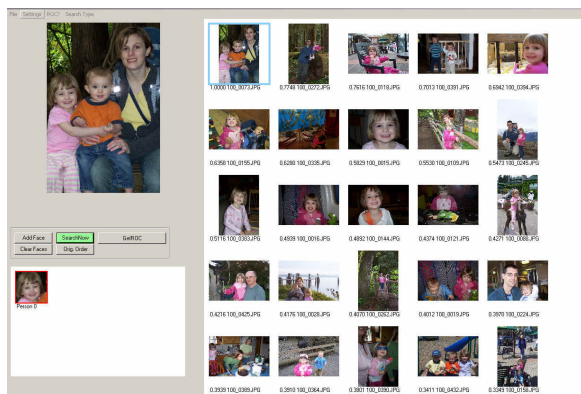 File Settings ROC? Search Type
1.0000 100_0073.JPG
0.7748 100_0272.JPG
0.7616 100_0118.JPG
0.7013 100_0391.JPG
0.6942 100_0394.JPG
0.6358 100_0155.JPG
0.6280 100_0335.JPG
0.5829 100_0015.JPG
0.5530 100_0109.JPG
0.5473 100_0245.JPG
0.5116 100_0383.JPG
0.4939 100_0016.JPG
0.4892 100_0144.JPG
0.4374 100_0121.JPG
0.4271 100_0088.JPG
Add Face SearchNow GetROC
Clear Faces Orig. Order
Person 0
0.4216 100_0425.JPG
0.4176 100_0028.JPG
0.4070 100_0262.JPG
0.4012 100_0019.JPG
0.3978 100_0224.JPG
0.3939 100_0389.JPG
0.3910 100_0364.JPG
0.3801 100_0390.JPG
0.3411 100_0432.JPG
0.3349 100_0158.JPG